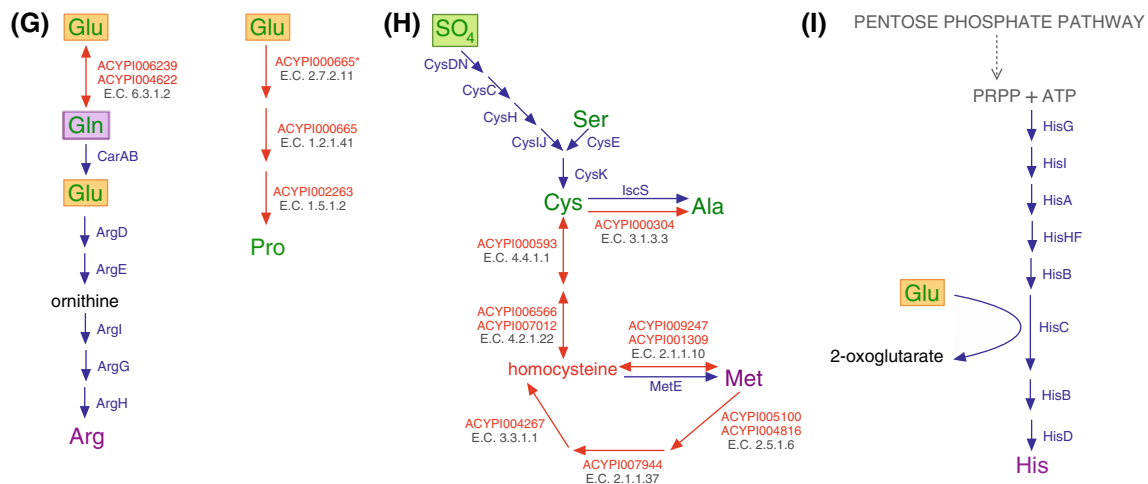 (G)
Glu
ACYPI006239
ACYPI004622
E.C. 6.3.1.2
Gln
CarAB
Glu
ArgD
ArgE
ornithine
ArgI
ArgG
ArgH
Arg
Glu
ACYPI000665*
E.C. 2.7.2.11
ACYPI000665
E.C. 1.2.1.41
ACYPI002263
E.C. 1.5.1.2
Pro
(H)
SO4
CysDN
CysC
CysH
CysIJ
Ser
CysE
CysK
Cys
IscS
Ala
ACYPI000304
E.C. 3.1.3.3
ACYPI000593
E.C. 4.4.1.1
ACYPI006566
ACYPI007012
E.C. 4.2.1.22
homocysteine
ACYPI009247
ACYPI001309
E.C. 2.1.1.10
MetE
Met
ACYPI005100
ACYPI004816
E.C. 2.5.1.6
ACYPI004267
E.C. 3.3.1.1
ACYPI007944
E.C. 2.1.1.37
(I)
PENTOSE PHOSPHATE PATHWAY
PRPP + ATP
HisG
HisI
HisA
HisHF
HisB
Glu
HisC
2-oxoglutarate
HisB
HisD
His